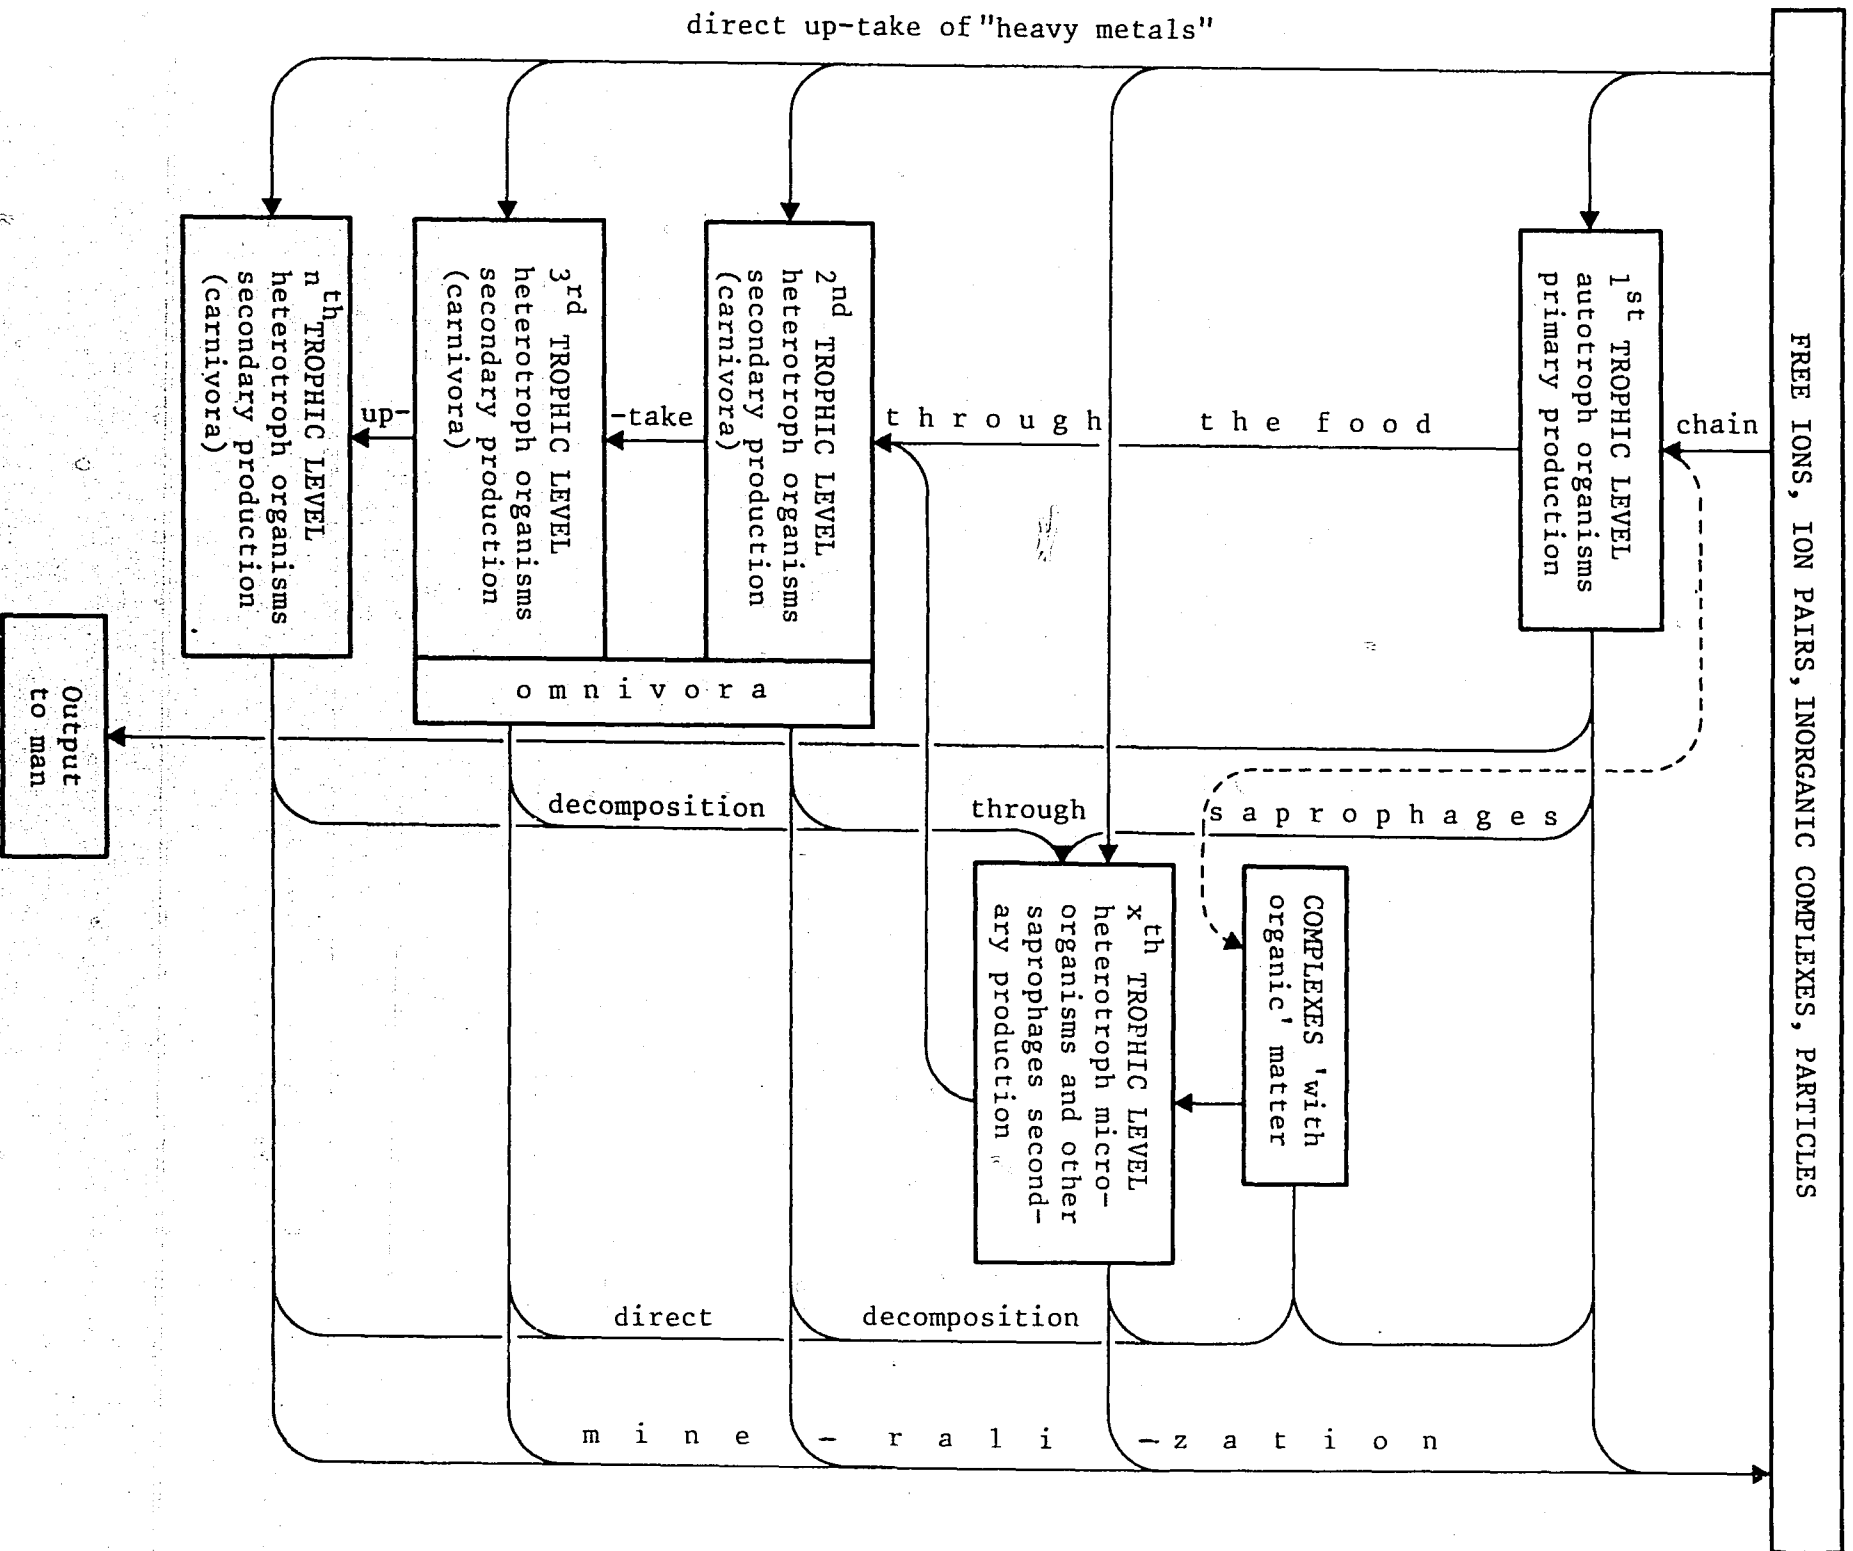 direct up-take of "heavy metals"
FREE IONS, ION PAIRS, INORGANIC COMPLEXES, PARTICLES
1st TROPHIC LEVEL
autotroph organisms
primary production
2nd TROPHIC LEVEL
heterotroph organisms
secondary production
(carnivora)
3rd TROPHIC LEVEL
heterotroph organisms
secondary production
(carnivora)
nth TROPHIC LEVEL
heterotroph organisms
secondary production
(carnivora)
up- -take through the food chain
omnivora
Output
to man
decomposition through saprophages
COMPLEXES 'with
organic' matter
xth TROPHIC LEVEL
heterotroph micro-
organisms and other
saprophages second-
ary production
direct decomposition
mine - rali -zation